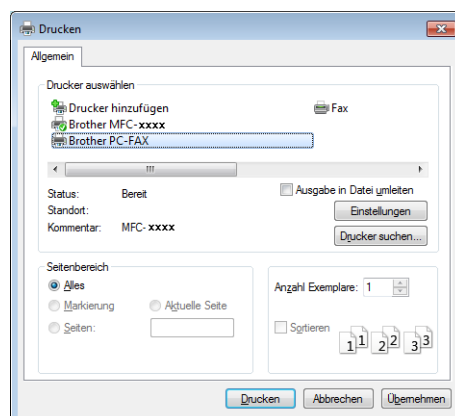 Drucken
Allgemein
Drucker auswählen
Drucker hinzufügen
Fax
Brother MFC-xxxx
Brother PC-FAX
Status: Bereit
Ausgabe in Datei umleiten
Standort:
Einstellungen
Kommentar: MFC-xxxx
Drucker suchen...
Seitenbereich
Alles
Anzahl Exemplare: 1
Markierung
Aktuelle Seite
Seiten:
Sortieren
1 1 2 2 3 3
Drucken Abbrechen Übernehmen